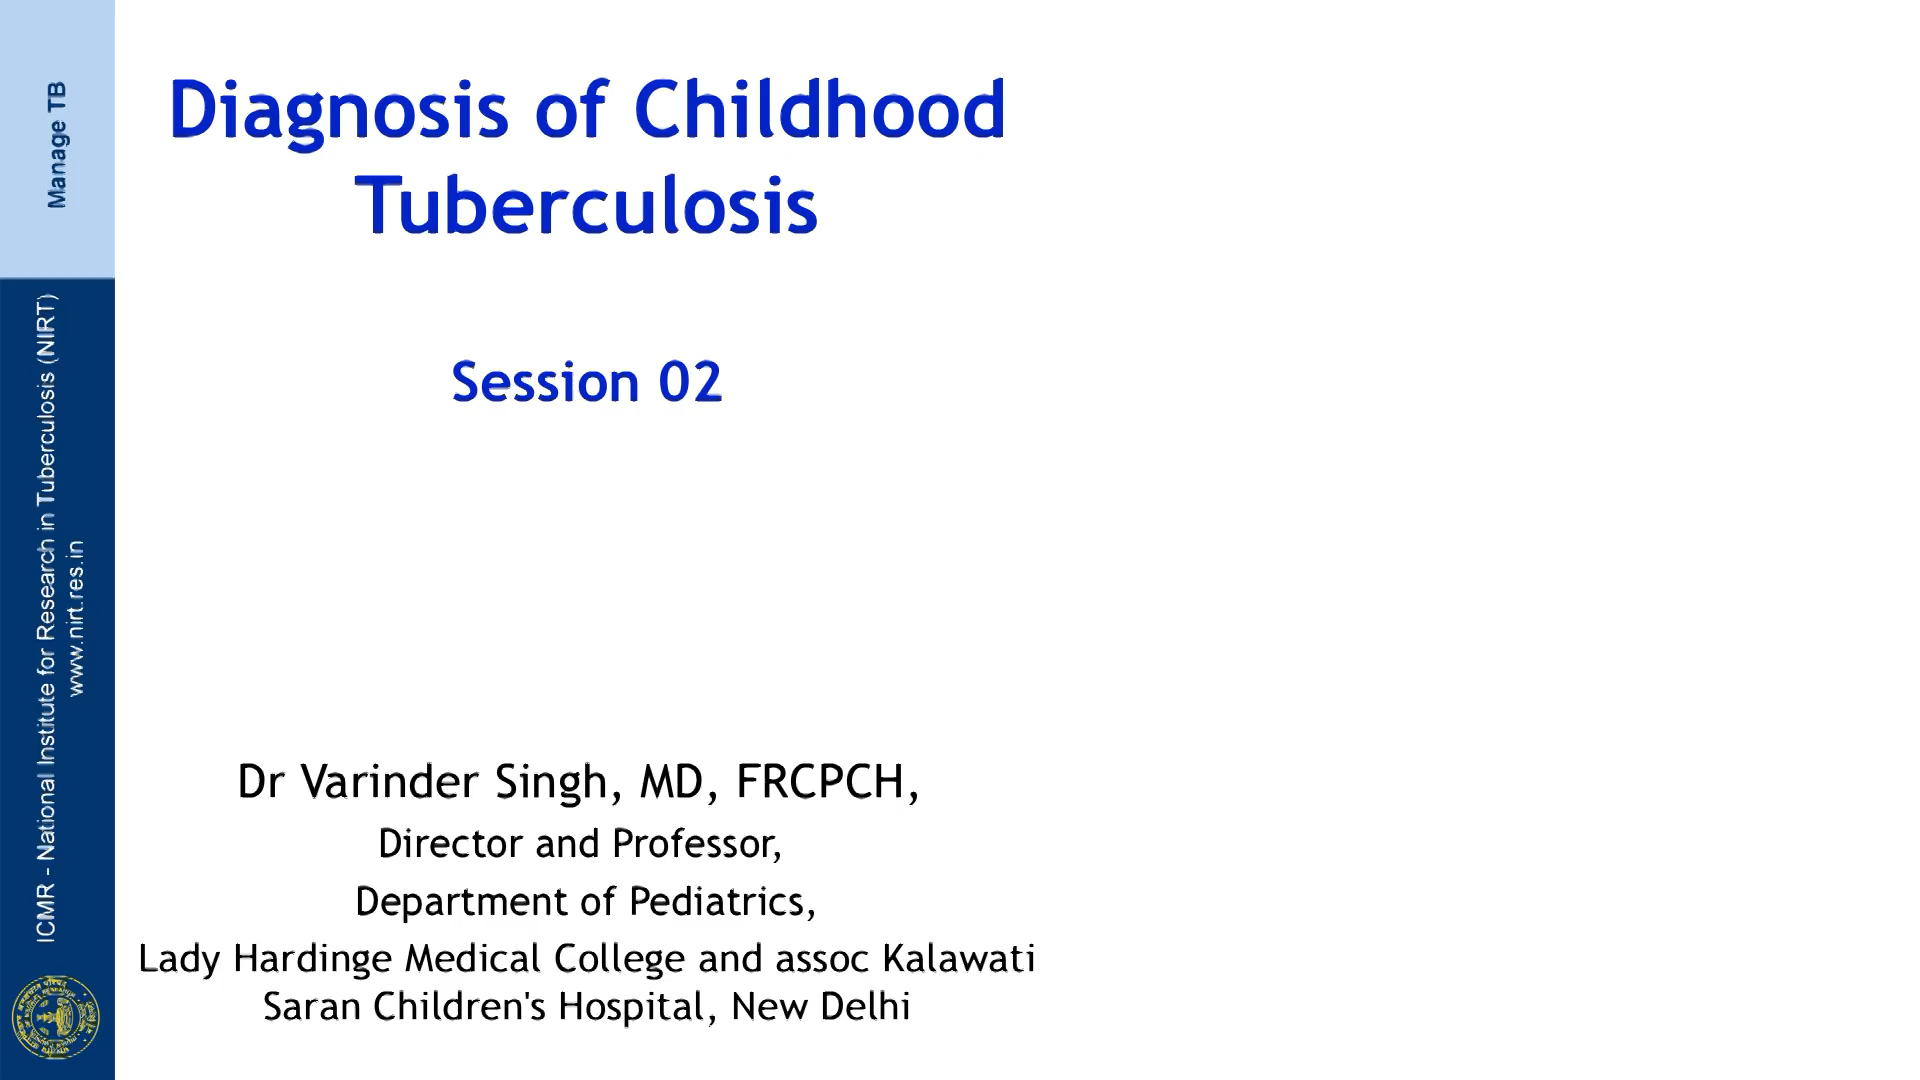 Manage TB
ICMR - National Institute for Research in Tuberculosis (NIRT)
www.nirt.res.in
Diagnosis of Childhood
Tuberculosis
Session 02
Dr Varinder Singh, MD, FRCPCH,
Director and Professor,
Department of Pediatrics,
Lady Hardinge Medical College and assoc Kalawati
Saran Children's Hospital, New Delhi